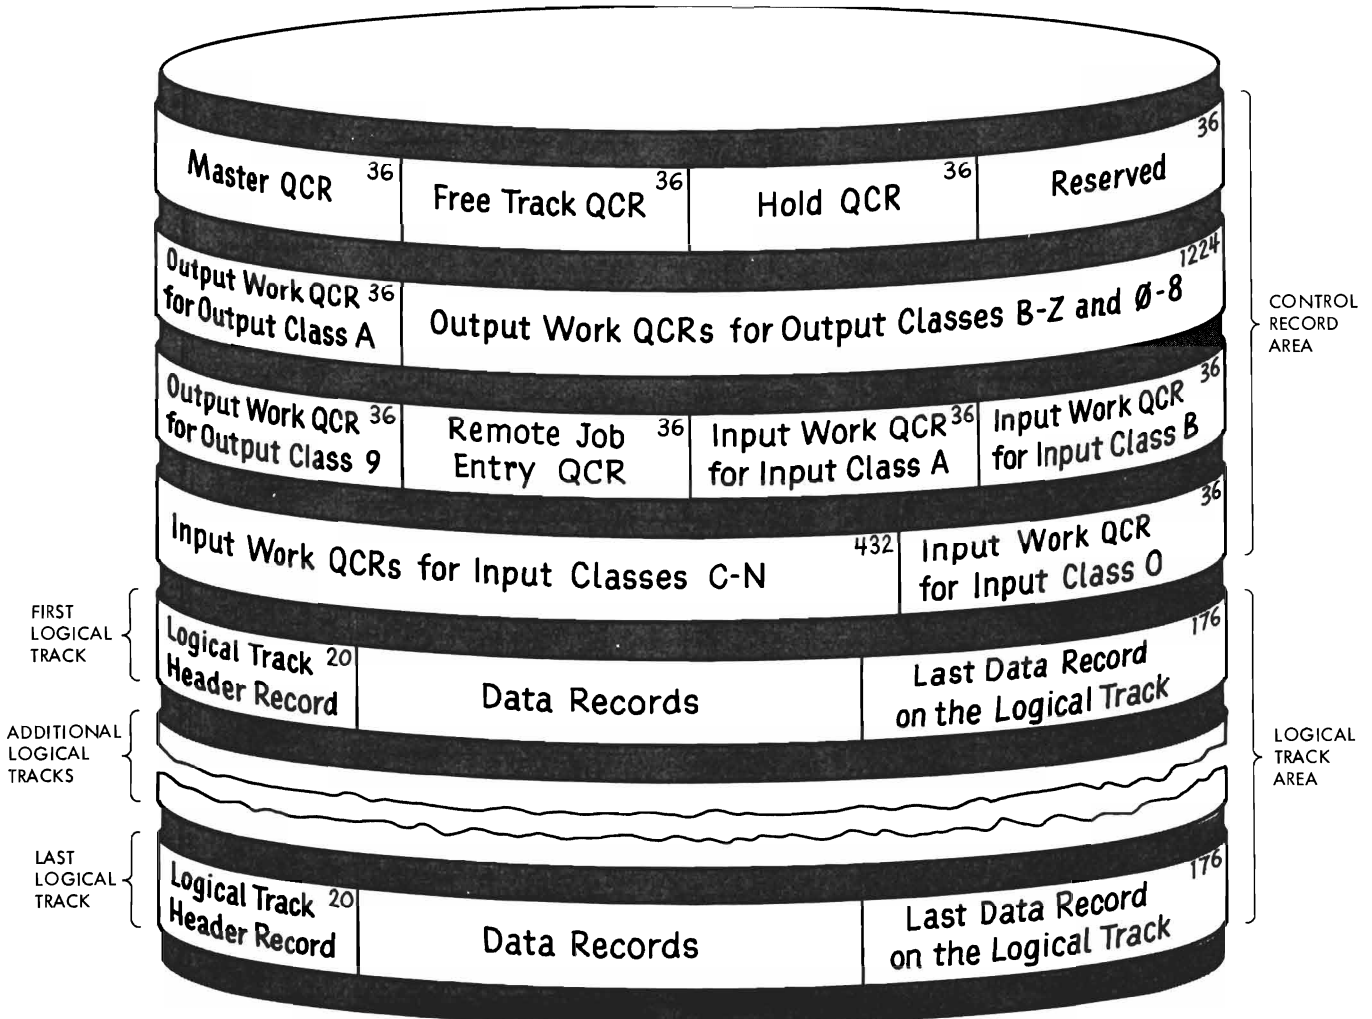 36
Master QCR 36
Free Track QCR 36
Hold QCR 36
Reserved
1224
Output Work QCR 36
for Output Class A
Output Work QCRs for Output Classes B-Z and Ø-8
CONTROL
RECORD
AREA
Output Work QCR 36
for Output Class 9
Remote Job 36
Entry QCR
Input Work QCR 36
for Input Class A
36
Input Work QCR
for Input Class B
Input Work QCRs for Input Classes C-N 432
36
Input Work QCR
for Input Class O
FIRST
LOGICAL
TRACK
Logical Track 20
Header Record
Data Records
176
Last Data Record
on the Logical Track
ADDITIONAL
LOGICAL
TRACKS
LOGICAL
TRACK
AREA
LAST
LOGICAL
TRACK
Logical Track 20
Header Record
Data Records
176
Last Data Record
on the Logical Track